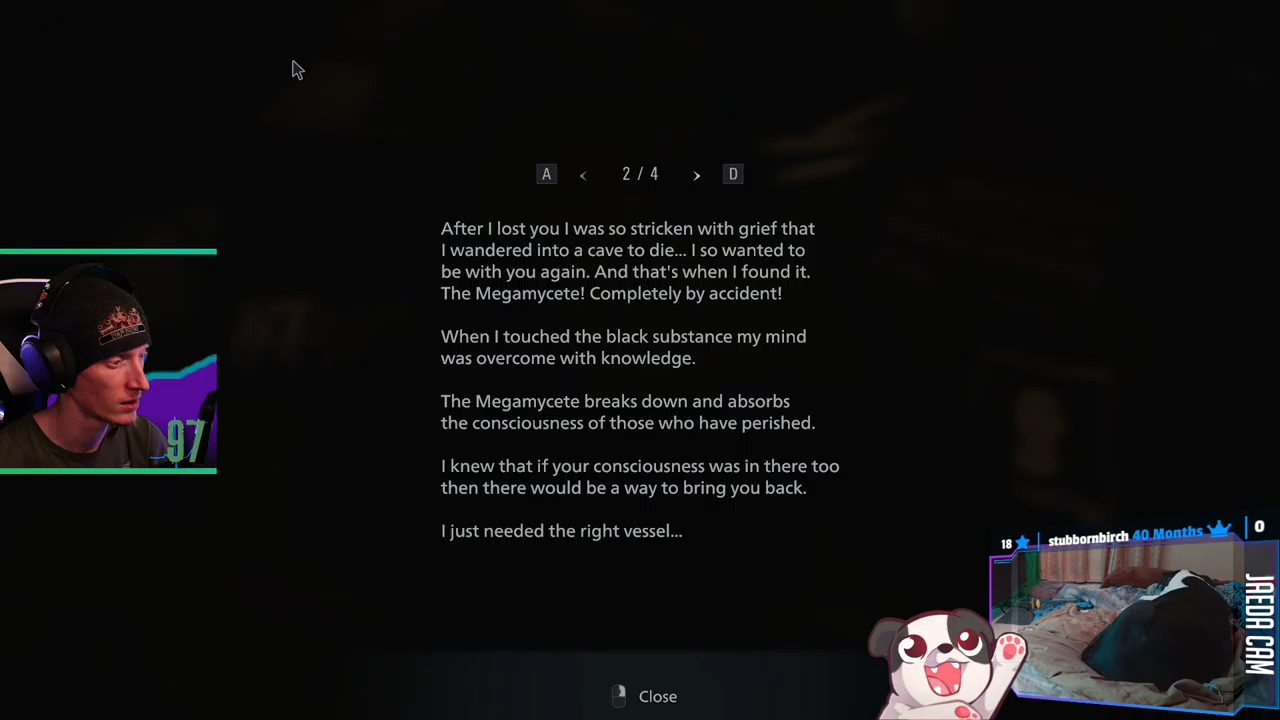 A < 2 / 4 > D
After I lost you I was so stricken with grief that
I wandered into a cave to die... I so wanted to
be with you again. And that's when I found it.
The Megamycete! Completely by accident!
When I touched the black substance my mind
was overcome with knowledge.
The Megamycete breaks down and absorbs
the consciousness of those who have perished.
I knew that if your consciousness was in there too
then there would be a way to bring you back.
I just needed the right vessel...
97
18 stubbornbirch 40 Months 0
JAEDA CAM
Close